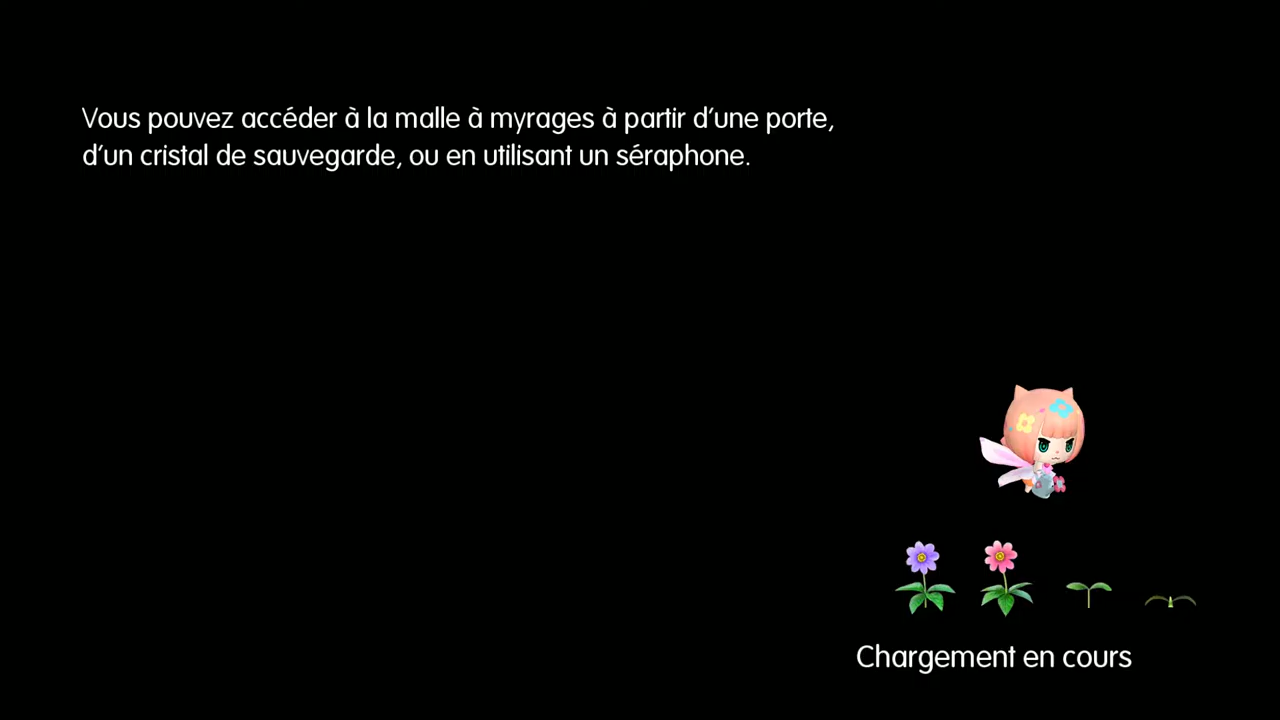 Vous pouvez accéder à la malle à myrages à partir d'une porte,
d'un cristal de sauvegarde, ou en utilisant un séraphone.
Chargement en cours